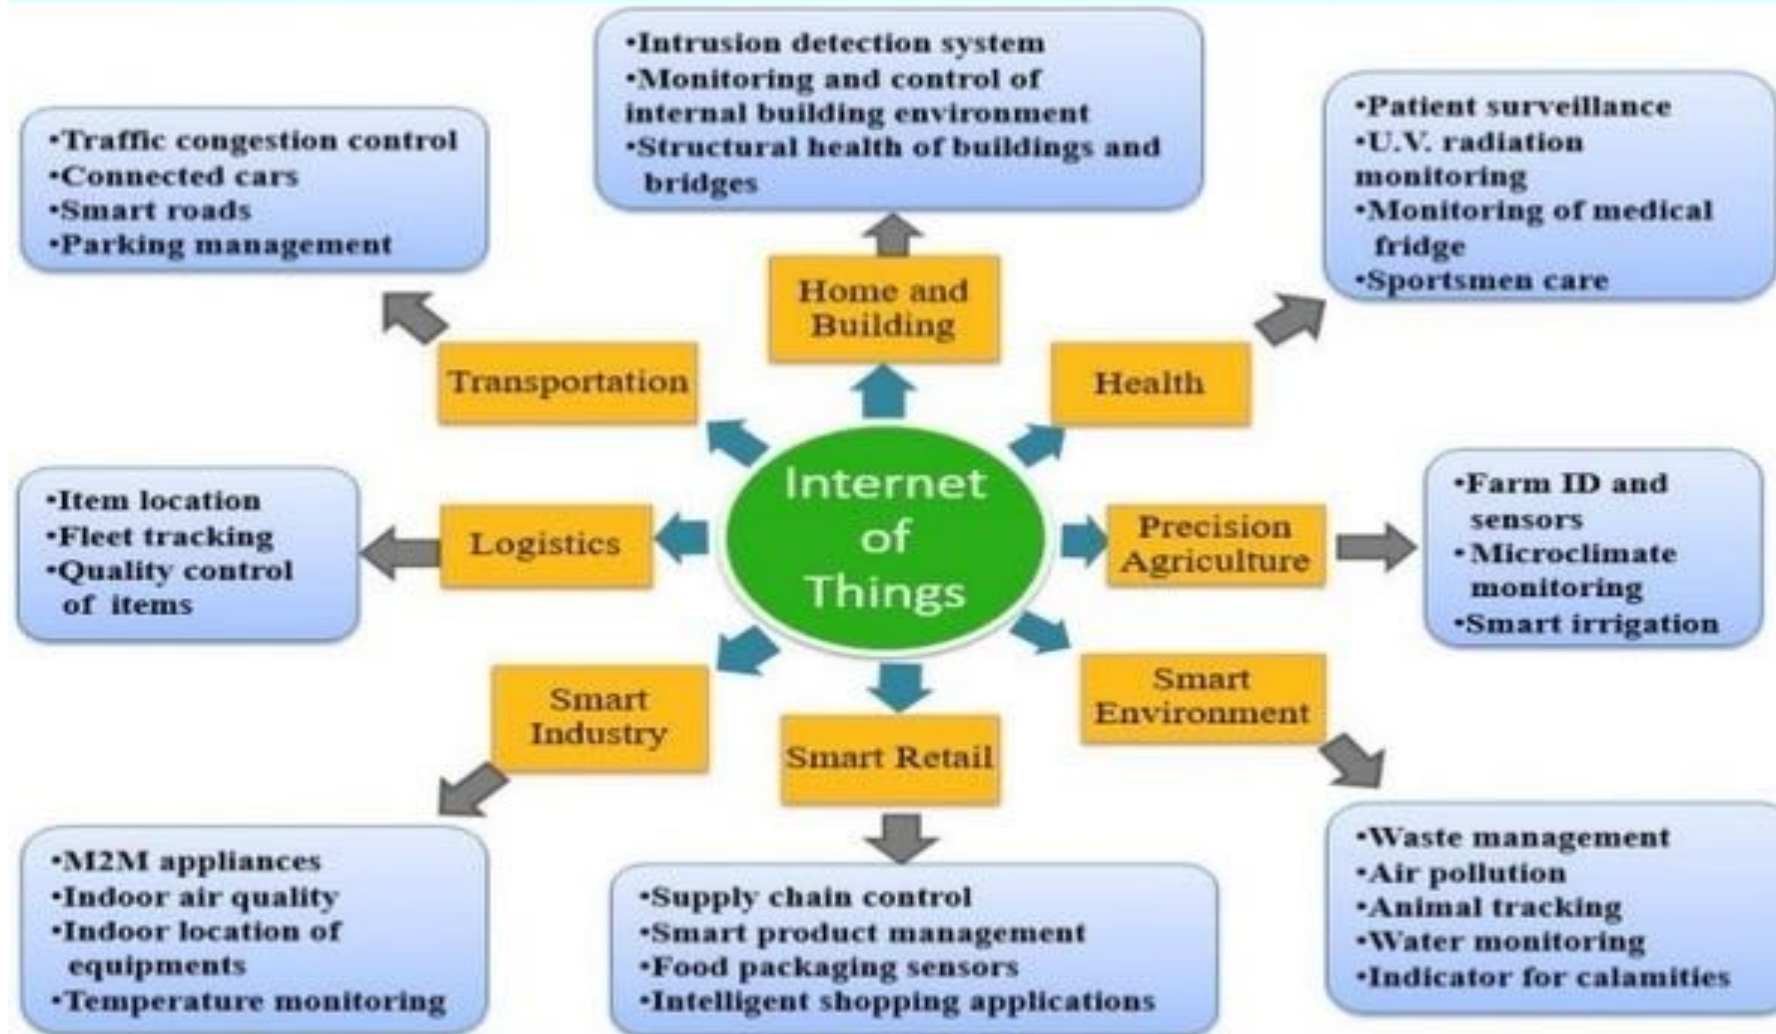 •Intrusion detection system
•Monitoring and control of
internal building environment
•Structural health of buildings and
bridges
•Traffic congestion control
•Connected cars
•Smart roads
•Parking management
•Patient surveillance
•U.V. radiation
monitoring
•Monitoring of medical
fridge
•Sportsmen care
Home and
Building
Transportation
Health
Internet
of
Things
•Item location
•Fleet tracking
•Quality control
of items
Logistics
Precision
Agriculture
•Farm ID and
sensors
•Microclimate
monitoring
•Smart irrigation
Smart
Industry
Smart Retail
Smart
Environment
•M2M appliances
•Indoor air quality
•Indoor location of
equipments
•Temperature monitoring
•Supply chain control
•Smart product management
•Food packaging sensors
•Intelligent shopping applications
•Waste management
•Air pollution
•Animal tracking
•Water monitoring
•Indicator for calamities